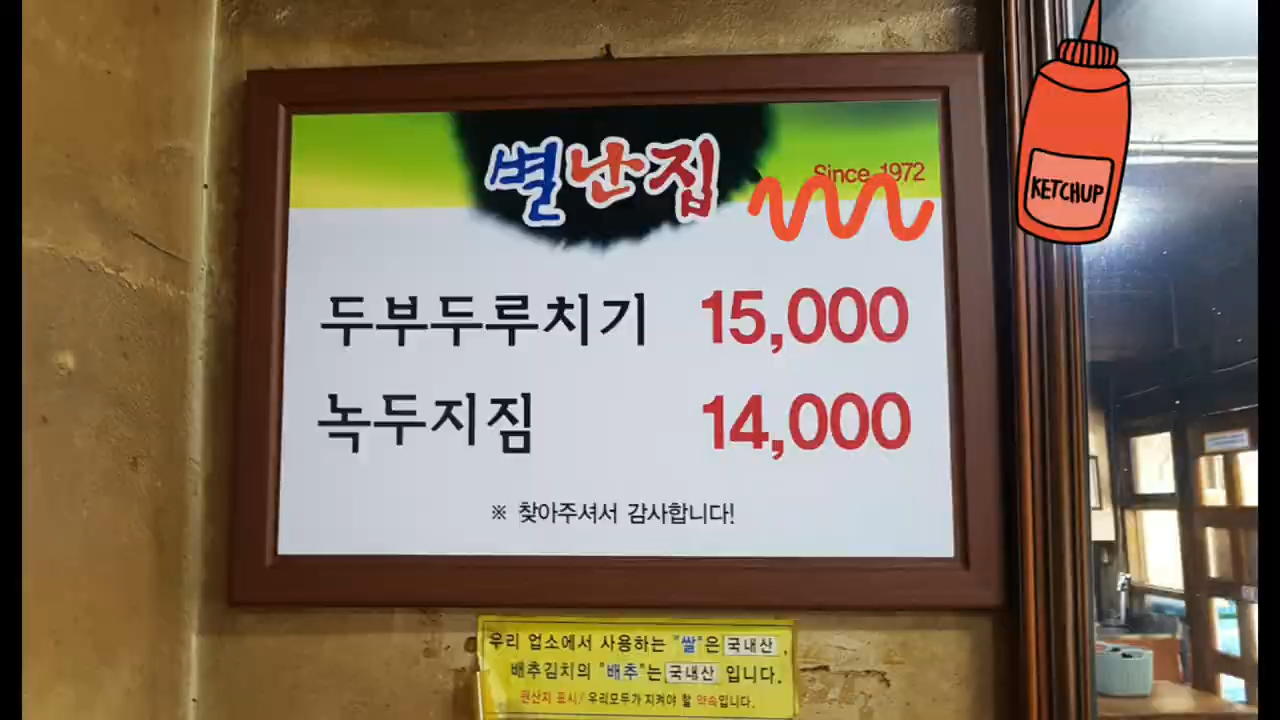 별난집
Since 1972
KETCHUP
두부두루치기 15,000
녹두지짐 14,000
※ 찾아주셔서 감사합니다!
우리 업소에서 사용하는 "쌀"은 국내산,
배추김치의 "배추"는 국내산 입니다.
원산지 표시! 우리모두가 지켜야 할 약속입니다.